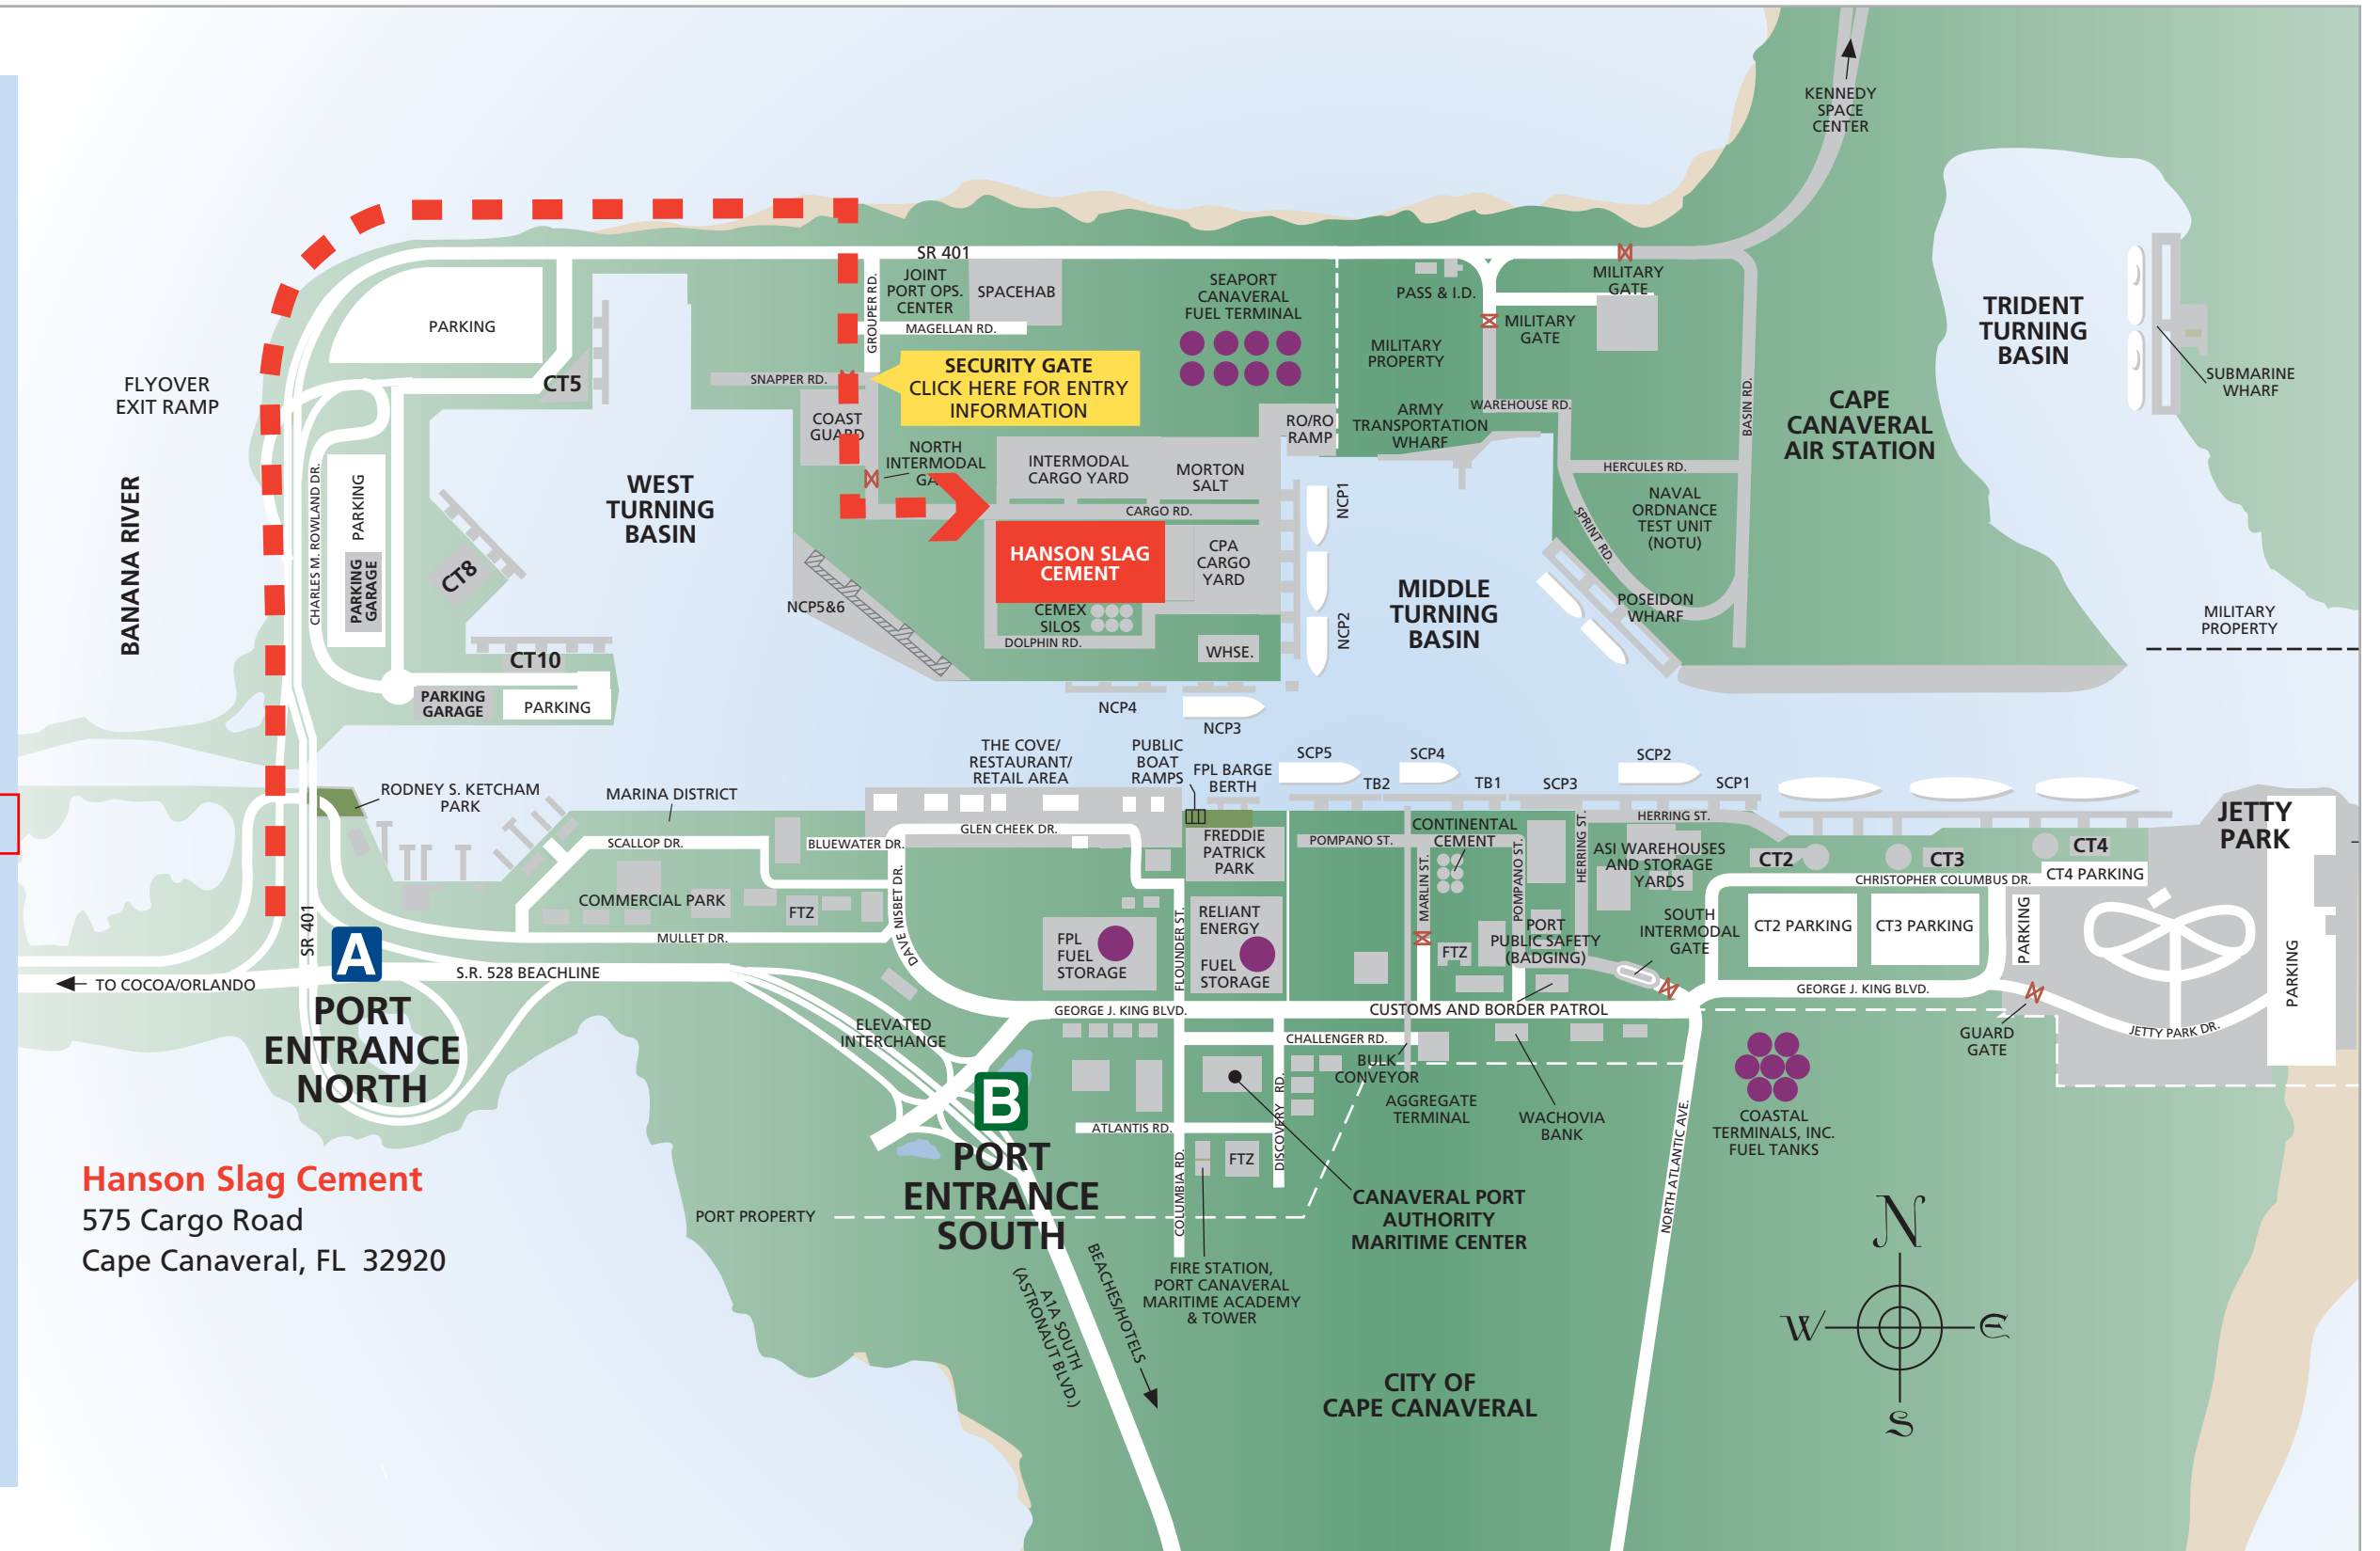 KENNEDY
SPACE
CENTER
SR 401
JOINT
PORT OPS.
CENTER
SPACEHAB
GROUPER RD.
MAGELLAN RD.
SEAPORT
CANAVERAL
FUEL TERMINAL
PASS & I.D.
MILITARY
GATE
MILITARY
GATE
MILITARY
PROPERTY
TRIDENT
TURNING
BASIN
SUBMARINE
WHARF
PARKING
FLYOVER
EXIT RAMP
CT5
SNAPPER RD.
SECURITY GATE
CLICK HERE FOR ENTRY
INFORMATION
COAST
GUARD
NORTH
INTERMODAL
GA
RO/RO
RAMP
ARMY
TRANSPORTATION
WHARF
WAREHOUSE RD.
BASIN RD.
CAPE
CANAVERAL
AIR STATION
INTERMODAL
CARGO YARD
MORTON
SALT
HERCULES RD.
BANANA RIVER
CHARLES M. ROWLAND DR.
PARKING
PARKING
GARAGE
WEST
TURNING
BASIN
CT8
CARGO RD.
NCP1
NAVAL
ORDNANCE
TEST UNIT
(NOTU)
SPRINT RD.
HANSON SLAG
CEMENT
CPA
CARGO
YARD
NCP5&6
CEMEX
SILOS
DOLPHIN RD.
WHSE.
NCP2
MIDDLE
TURNING
BASIN
POSEIDON
WHARF
MILITARY
PROPERTY
CT10
PARKING
GARAGE
PARKING
NCP4
NCP3
THE COVE/
RESTAURANT/
RETAIL AREA
PUBLIC
BOAT
RAMPS
FPL BARGE
BERTH
SCP5
TB2
SCP4
TB1
SCP3
SCP2
SCP1
RODNEY S. KETCHAM
PARK
MARINA DISTRICT
SCALLOP DR.
BLUEWATER DR.
GLEN CHEEK DR.
FREDDIE
PATRICK
PARK
POMPANO ST.
CONTINENTAL
CEMENT
MARLIN ST.
POMPANO ST.
HERRING ST.
HERRING ST.
ASI WAREHOUSES
AND STORAGE
YARDS
CT2
CT3
CT4
JETTY
PARK
CT4 PARKING
CHRISTOPHER COLUMBUS DR.
COMMERCIAL PARK
FTZ
DAVE NISBET DR.
MULLET DR.
SR 401
A
S.R. 528 BEACHLINE
TO COCOA/ORLANDO
PORT
ENTRANCE
NORTH
FPL
FUEL
STORAGE
FLOUNDER ST.
RELIANT
ENERGY
FUEL
STORAGE
FTZ
PORT
PUBLIC SAFETY
(BADGING)
SOUTH
INTERMODAL
GATE
CT2 PARKING
CT3 PARKING
PARKING
PARKING
GEORGE J. KING BLVD.
CUSTOMS AND BORDER PATROL
GEORGE J. KING BLVD.
JETTY PARK DR.
GUARD
GATE
ELEVATED
INTERCHANGE
CHALLENGER RD.
BULK
CONVEYOR
AGGREGATE
TERMINAL
WACHOVIA
BANK
COASTAL
TERMINALS, INC.
FUEL TANKS
B
PORT
ENTRANCE
SOUTH
ATLANTIS RD.
DISCOVERY RD.
FTZ
COLUMBIA RD.
NORTH ATLANTIC AVE.
PORT PROPERTY
CANAVERAL PORT
AUTHORITY
MARITIME CENTER
FIRE STATION,
PORT CANAVERAL
MARITIME ACADEMY
& TOWER
BEACHES/HOTELS
A1A SOUTH
(ASTRONAUT BLVD.)
CITY OF
CAPE CANAVERAL
Hanson Slag Cement
575 Cargo Road
Cape Canaveral, FL 32920
N
W
E
S